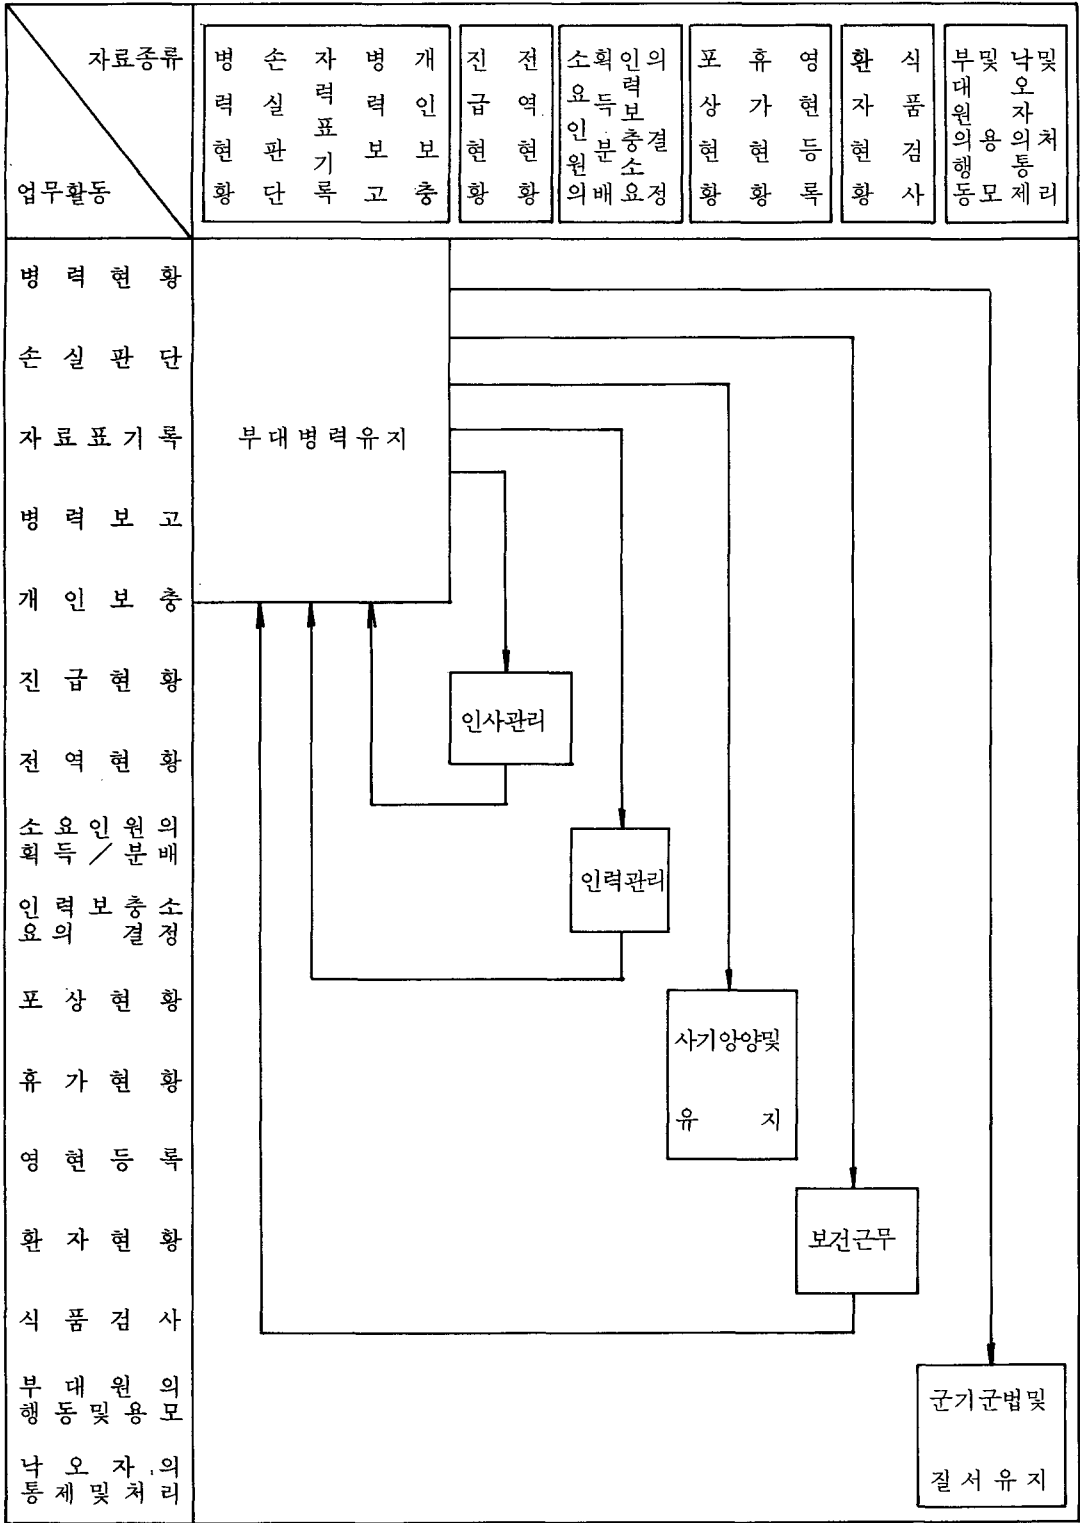 자료종류
업무활동
병력현황
손실판단
자력표기록
병력보고
개인보충
진급현황
전역현황
소요인원의
획득분배
인력보충소요
의결정
포상현황
휴가현황
영현등록
환자현황
식품검사
부대원의행동
및용모
낙오자의통제
및처리
병력현황
손실판단
자료표기록
병력보고
개인보충
진급현황
전역현황
소요인원의
획득/분배
인력보충소
요의 결정
포상현황
휴가현황
영현등록
환자현황
식품검사
부대원의
행동및용모
낙오자의
통제및처리
부대병력유지
인사관리
인력관리
사기앙양및
유지
보건근무
군기군법및
질서유지